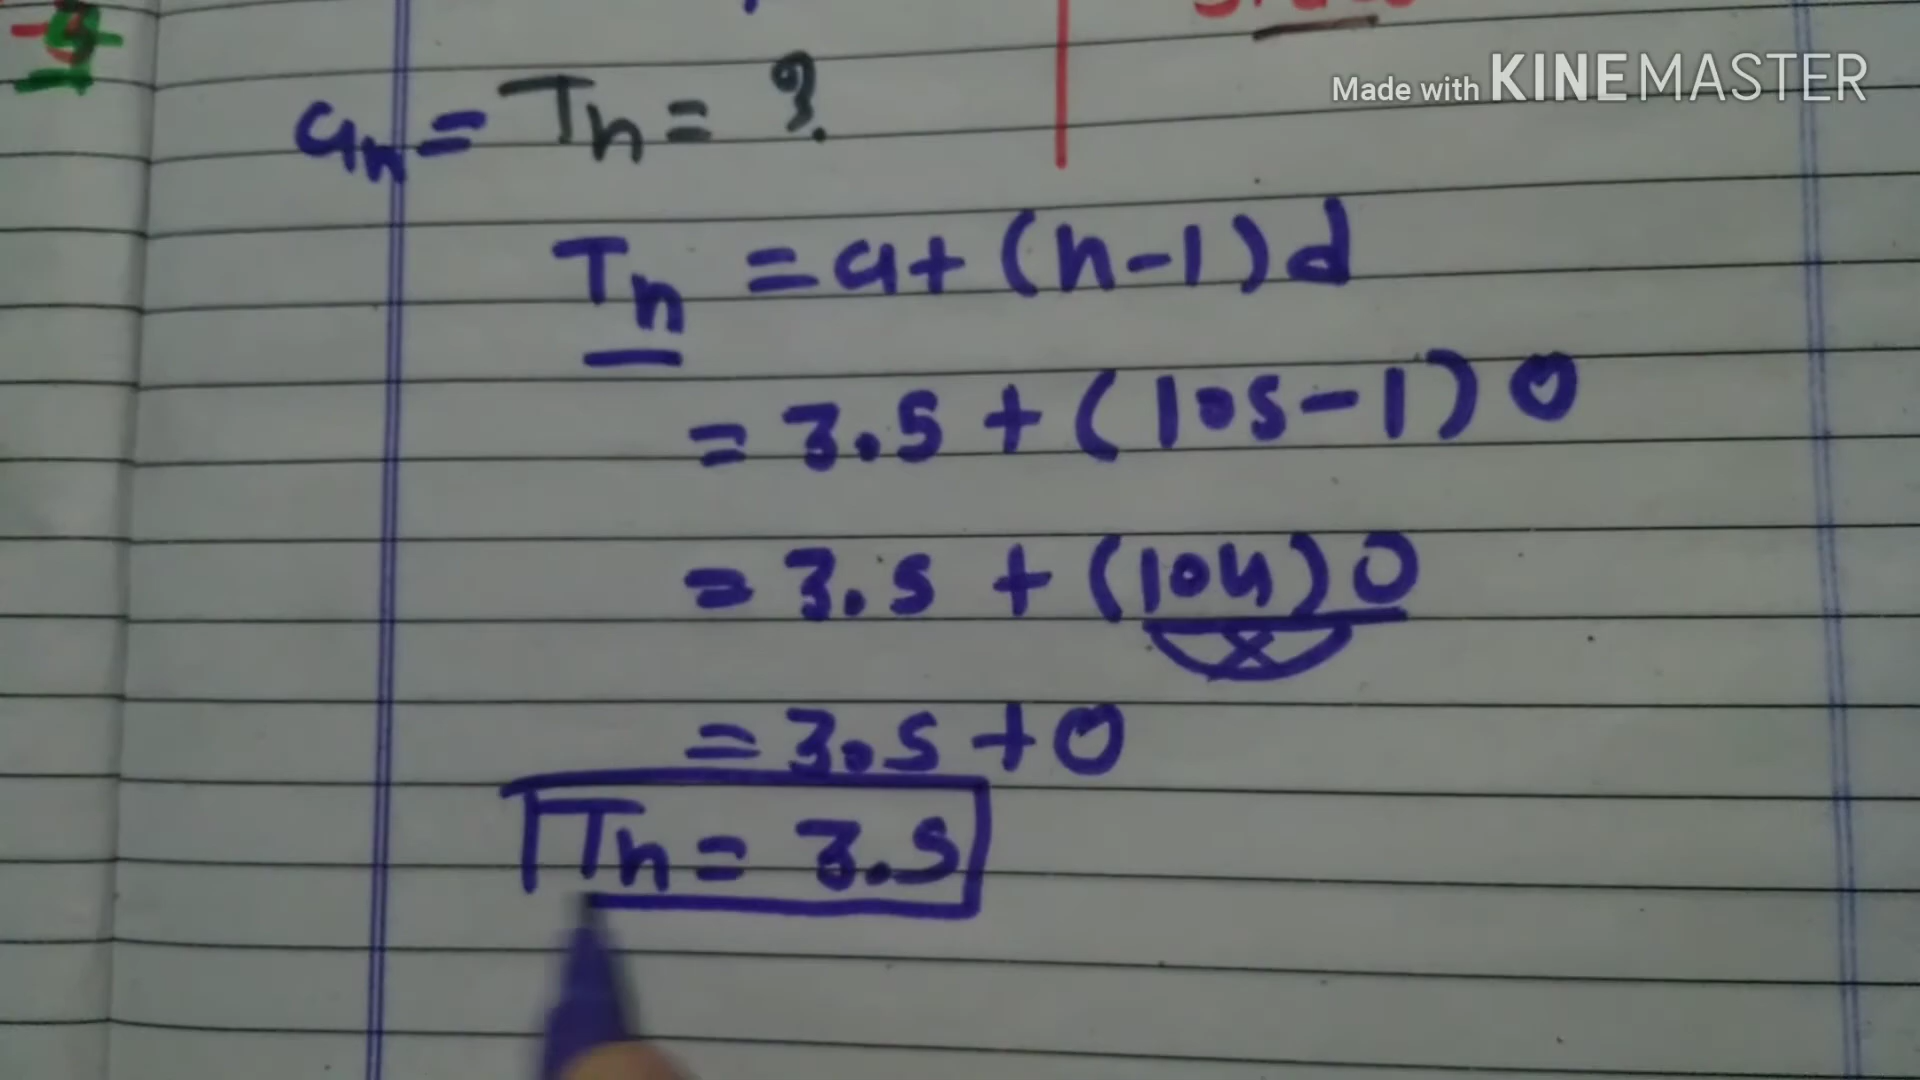 Made with KINEMASTER
an = Tn = ?
Tn = a + (n-1) d
= 3.5 + (105-1) 0
= 3.5 + (104) 0
= 3.5 + 0
Tn = 3.5